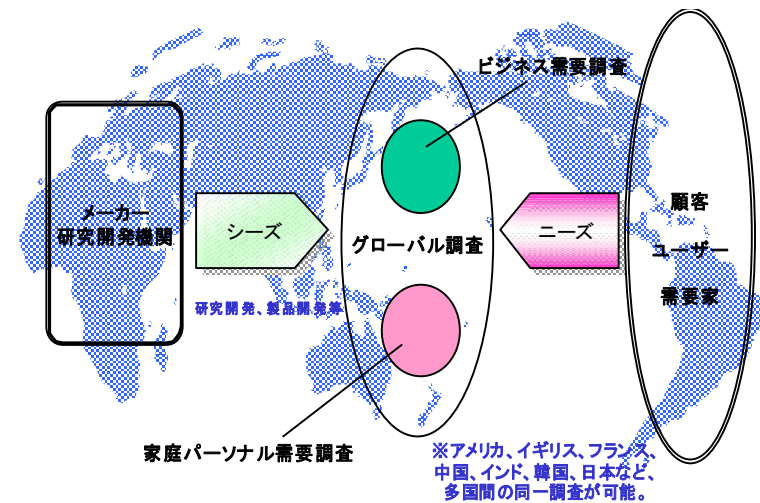 ビジネス需要調査
メーカー
研究開発機関
シーズ
グローバル調査
ニーズ
顧客
ユーザー
需要家
研究開発、製品開発等
家庭パーソナル需要調査
※アメリカ、イギリス、フランス、
中国、インド、韓国、日本など、
多国間の同一調査が可能。